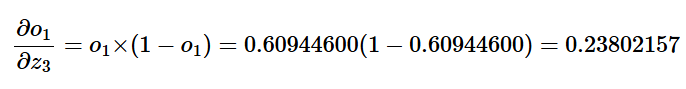 ∂o₁/∂z₃ = o₁×(1 − o₁) = 0.60944600(1 − 0.60944600) = 0.23802157